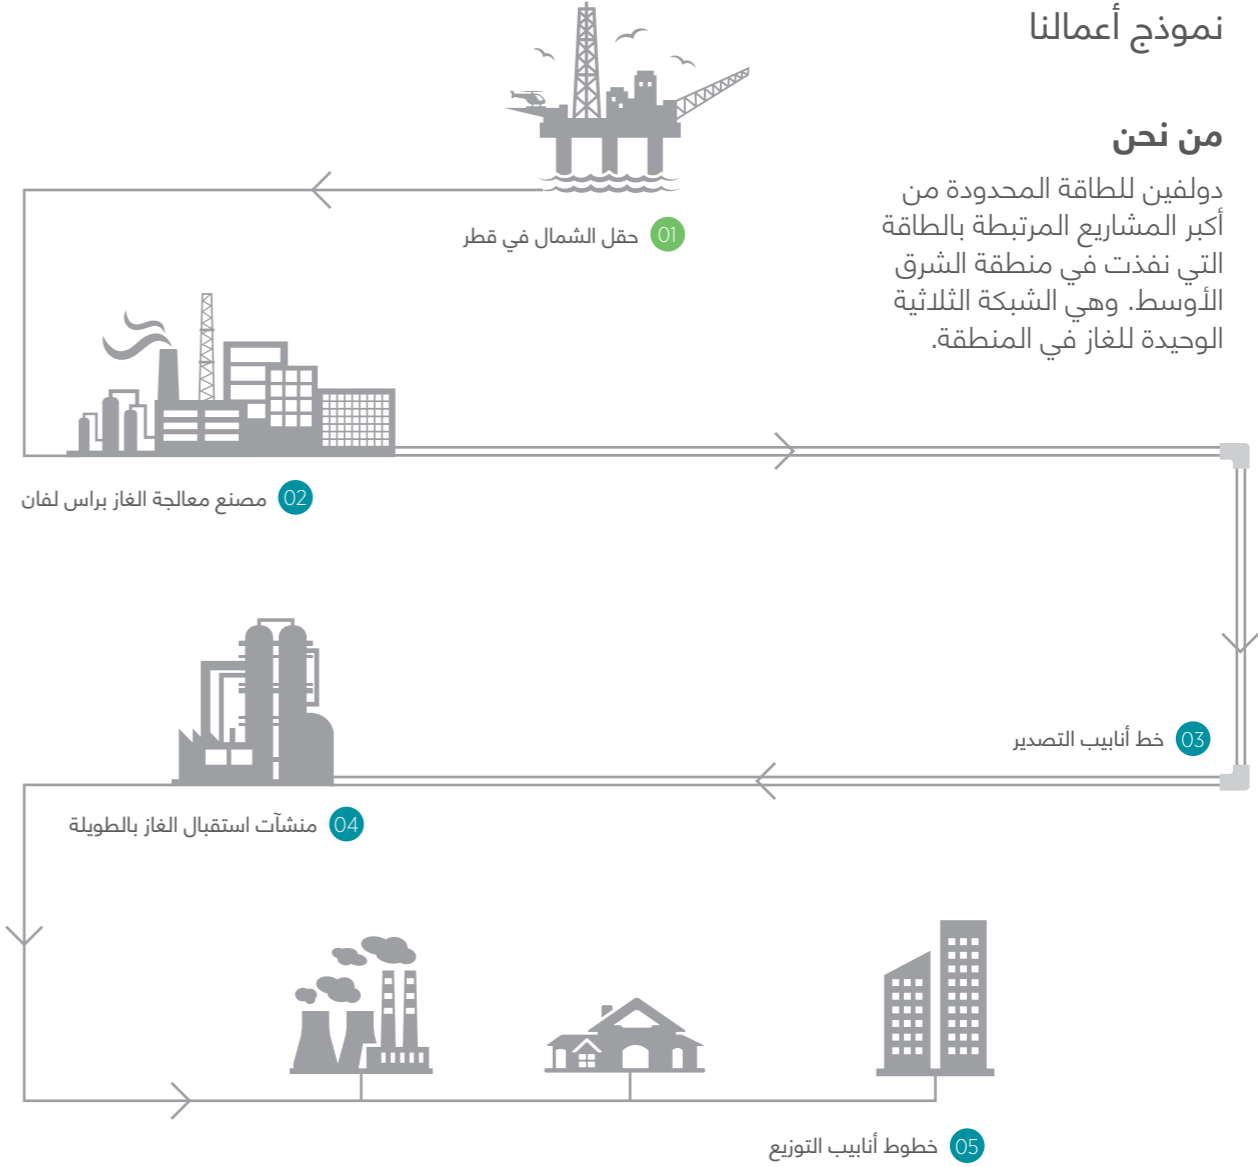 نموذج أعمالنا
من نحن
دولفين للطاقة المحدودة من
أكبر المشاريع المرتبطة بالطاقة
التي نفذت في منطقة الشرق
الأوسط. وهي الشبكة الثلاثية
الوحيدة للغاز في المنطقة.
01 حقل الشمال في قطر
02 مصنع معالجة الغاز براس لفان
03 خط أنابيب التصدير
04 منشآت استقبال الغاز بالطويلة
05 خطوط أنابيب التوزيع